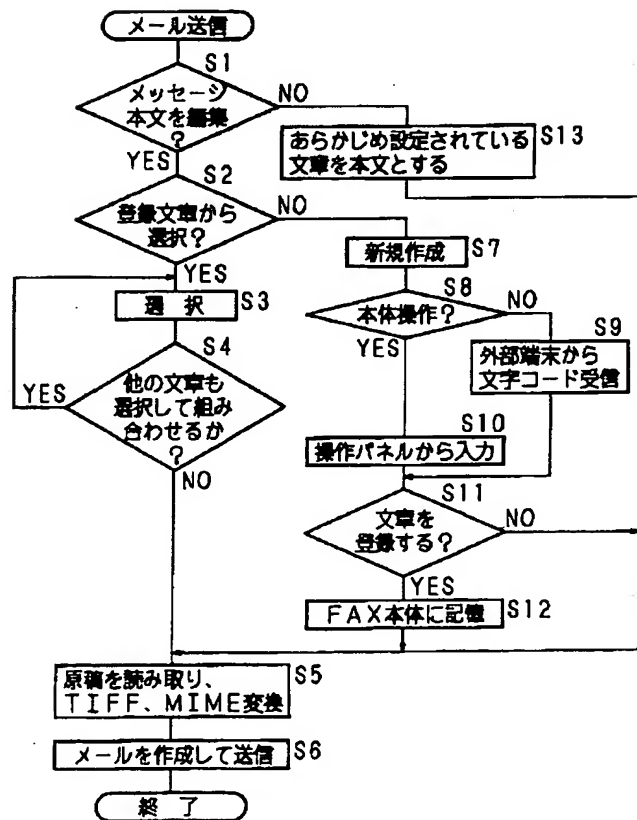 メール送信
S1
メッセージ
本文を編集
?
NO
YES
あらかじめ設定されている
文章を本文とする
S13
S2
登録文章から
選択?
NO
YES
新規作成
S7
選 択
S3
S8
本体操作?
NO
YES
S9
外部端末から
文字コード受信
S4
他の文章も
選択して組み
合わせるか
?
YES
NO
S10
操作パネルから入力
S11
文章を
登録する?
NO
YES
FAX本体に記憶
S12
原稿を読み取り、
TIFF、MIME変換
S5
メールを作成して送信
S6
終 了